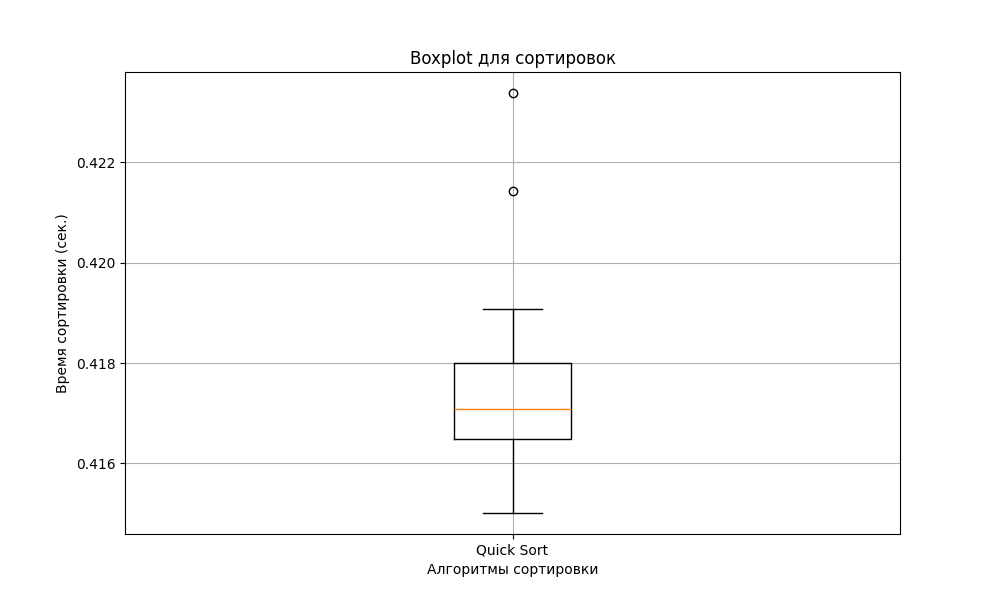 Boxplot для сортировок
Время сортировки (сек.)
0.422
0.420
0.418
0.416
Quick Sort
Алгоритмы сортировки